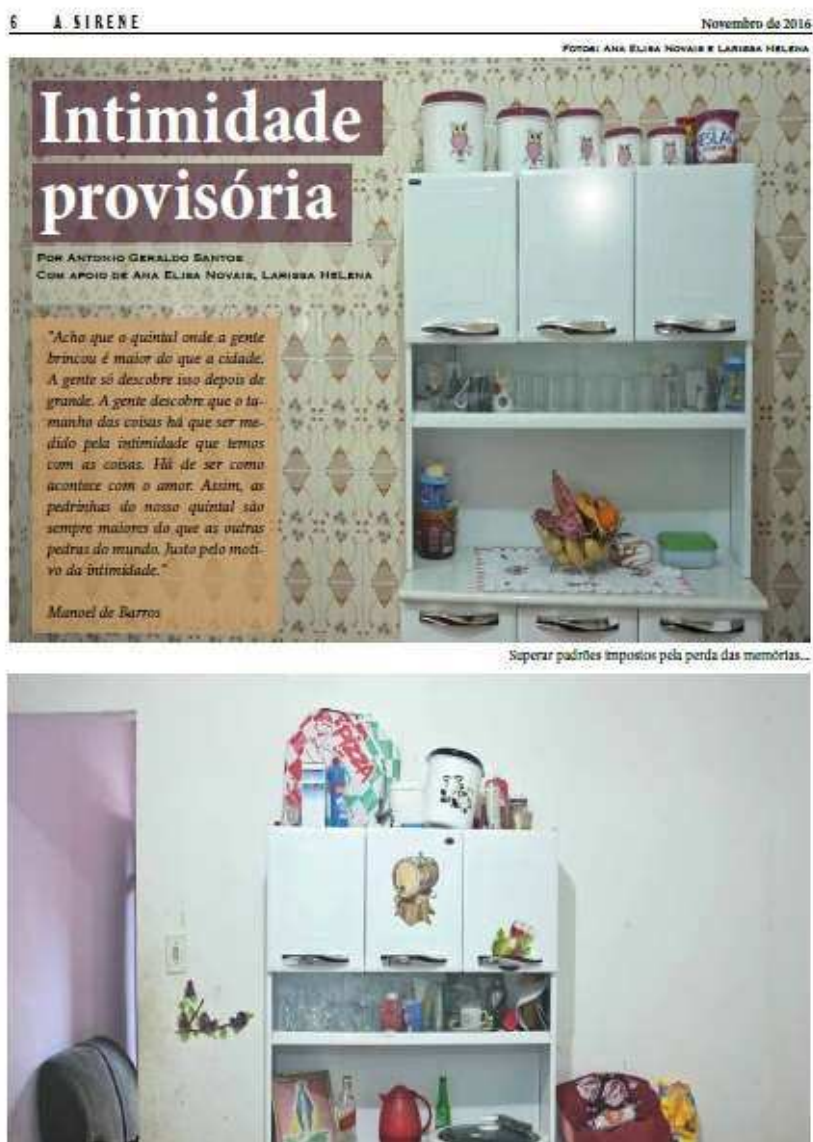 6 A SIRENE Novembro de 2016
FOTOS: ANA ELISA NOVAIS E LARISSA HELENA
Intimidade
provisória
POR ANTONIO GERALDO SANTOS
COM APOIO DE ANA ELISA NOVAIS, LARISSA HELENA
"Acho que o quintal onde a gente
brincou é maior do que a cidade.
A gente só descobre isso depois de
grande. A gente descobre que o ta-
manho das coisas há que ser me-
dido pela intimidade que temos
com as coisas. Há de ser como
acontece com o amor. Assim, as
pedrinhas do nosso quintal são
sempre maiores do que as outras
pedras do mundo. Justo pelo moti-
vo da intimidade."
Manoel de Barros
Superar padrões impostos pela perda das memórias...
PIZZA